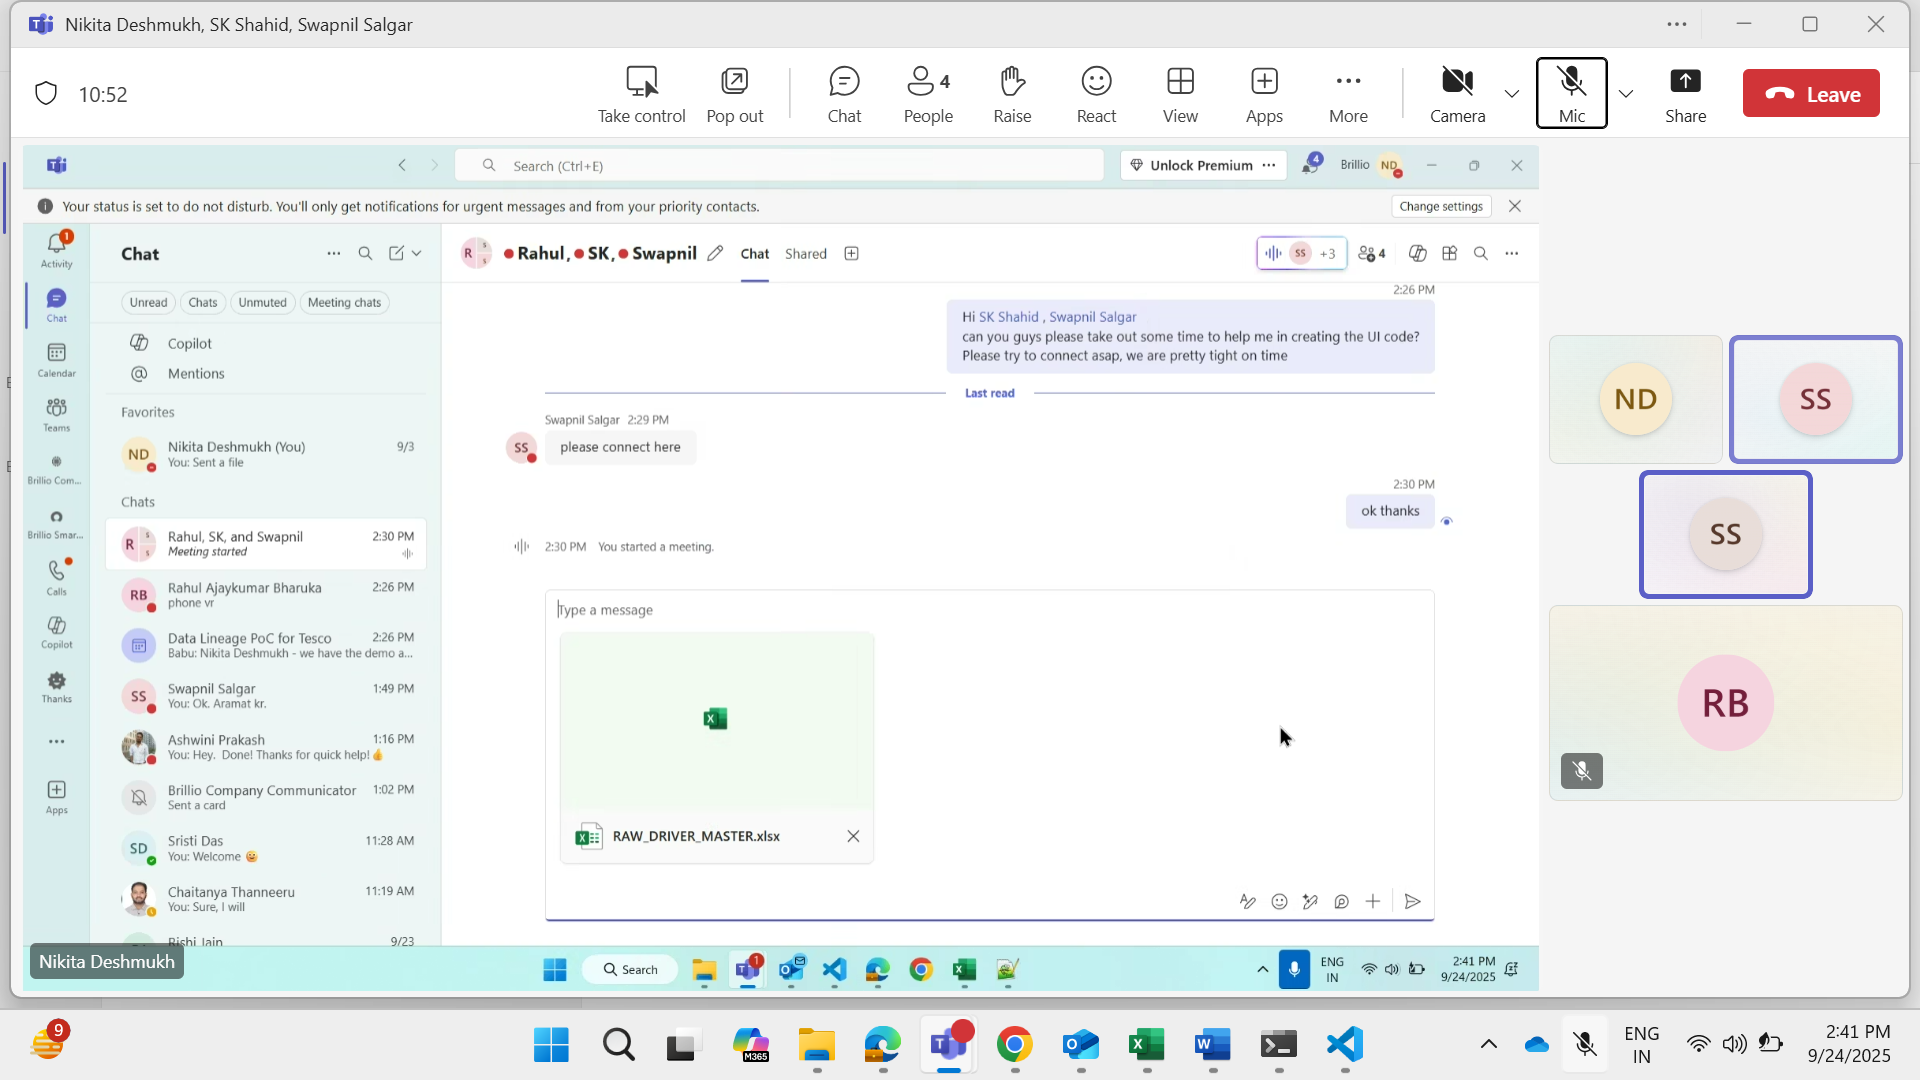 Nikita Deshmukh, SK Shahid, Swapnil Salgar
10:52
Take control
Pop out
Chat
4
People
Raise
React
View
Apps
More
Camera
Mic
Share
Leave
Search (Ctrl+E)
Unlock Premium
4
Brillio
ND
Your status is set to do not disturb. You'll only get notifications for urgent messages and from your priority contacts.
Change settings
1
Activity
Chat
Calendar
Teams
Brillio Com...
Brillio Smar...
Calls
Copilot
Thanks
Apps
Chat
Unread
Chats
Unmuted
Meeting chats
Copilot
Mentions
Favorites
ND
Nikita Deshmukh (You)
9/3
You: Sent a file
Chats
R
S
S
Rahul, SK, and Swapnil
2:30 PM
Meeting started
RB
Rahul Ajaykumar Bharuka
2:26 PM
phone vr
Data Lineage PoC for Tesco
2:26 PM
Babu: Nikita Deshmukh - we have the demo a...
SS
Swapnil Salgar
1:49 PM
You: Ok. Aramat kr.
Ashwini Prakash
1:16 PM
You: Hey. Done! Thanks for quick help!👍
Brillio Company Communicator
1:02 PM
Sent a card
SD
Sristi Das
11:28 AM
You: Welcome 😄
Chaitanya Thanneeru
11:19 AM
You: Sure, I will
Rishi Jain
9/23
Nikita Deshmukh
R
S
S
Rahul, SK, Swapnil
Chat
Shared
SS
+3
4
2:26 PM
Hi SK Shahid , Swapnil Salgar
can you guys please take out some time to help me in creating the UI code?
Please try to connect asap, we are pretty tight on time
Last read
Swapnil Salgar 2:29 PM
SS
please connect here
2:30 PM
ok thanks
2:30 PM You started a meeting.
Type a message
RAW_DRIVER_MASTER.xlsx
Search
1
ENG
IN
2:41 PM
9/24/2025
ND
SS
SS
RB
9
M365
ENG
IN
2:41 PM
9/24/2025